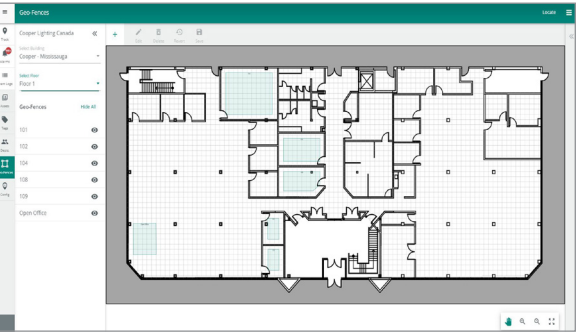 Geo-Fences
Locate
Cooper Lighting Canada
Select Building
Cooper - Mississauga
Select Floor
Floor 1
Geo-Fences
Hide All
101
102
104
108
109
Open Office
Edit
Delete
Save